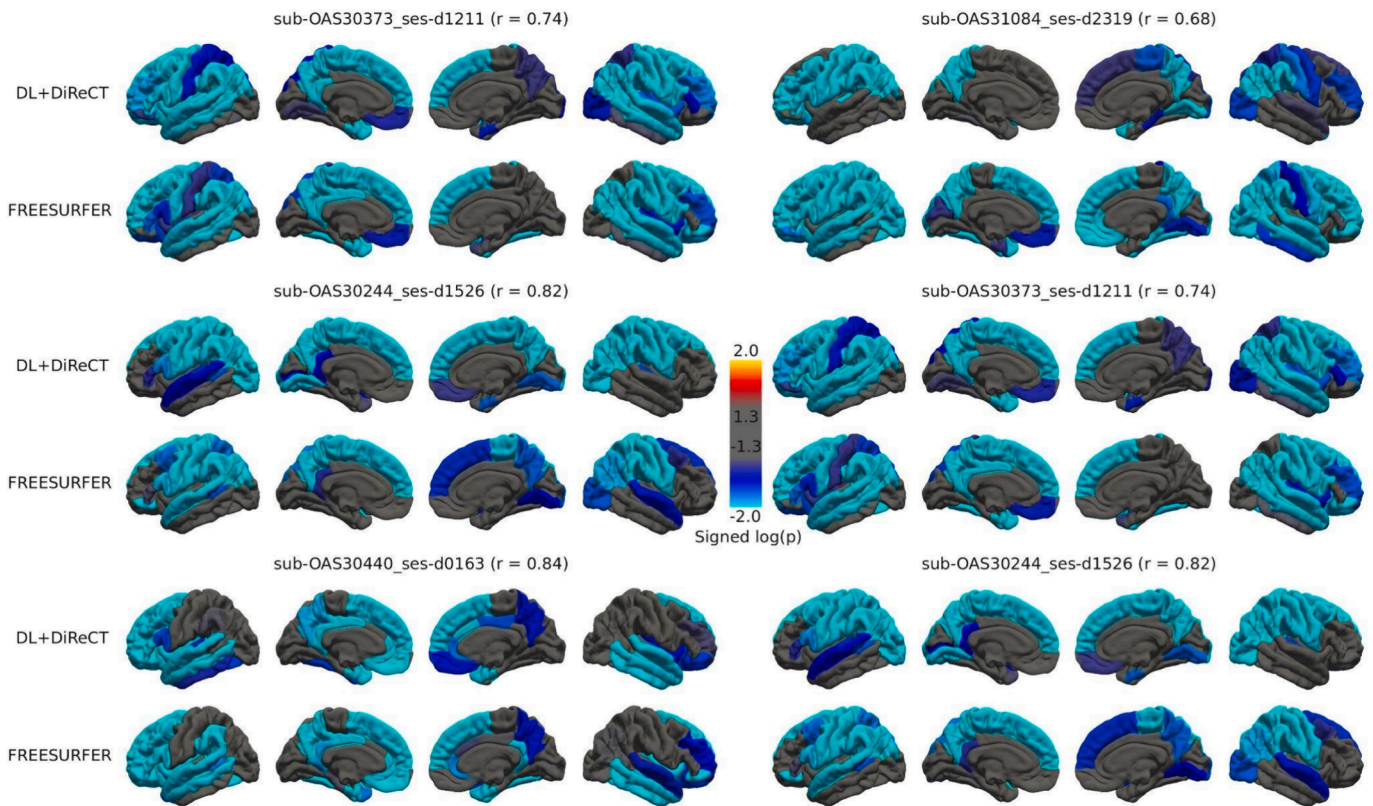 sub-OAS30373_ses-d1211 (r = 0.74)
sub-OAS31084_ses-d2319 (r = 0.68)
DL+DiReCT
FREESURFER
sub-OAS30244_ses-d1526 (r = 0.82)
sub-OAS30373_ses-d1211 (r = 0.74)
DL+DiReCT
2.0
1.3
-1.3
FREESURFER
-2.0
Signed log(p)
sub-OAS30440_ses-d0163 (r = 0.84)
sub-OAS30244_ses-d1526 (r = 0.82)
DL+DiReCT
FREESURFER